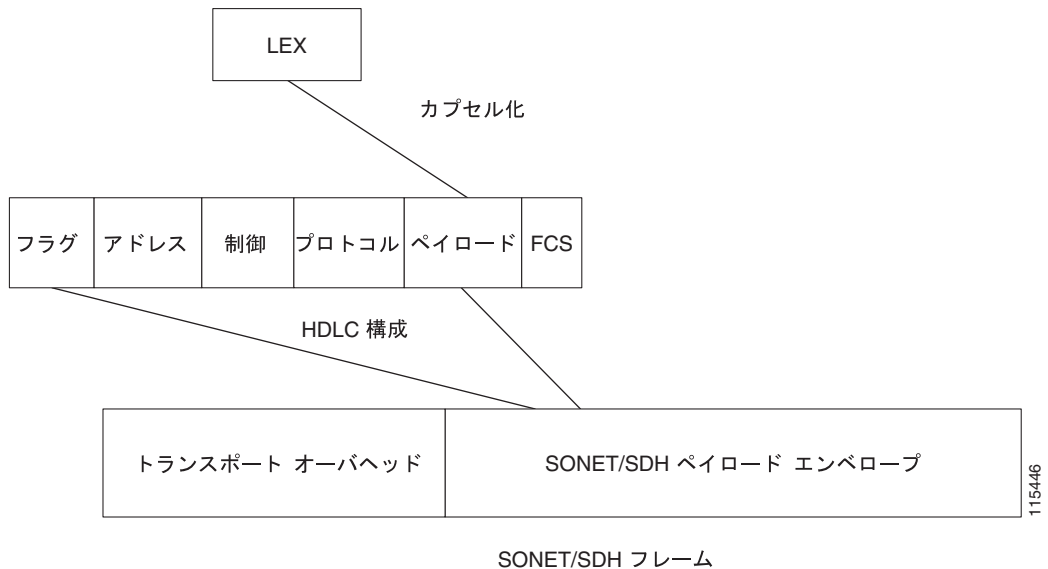 LEX
カプセル化
フラグ アドレス 制御 プロトコル ペイロード FCS
HDLC 構成
トランスポート オーバヘッド SONET/SDH ペイロード エンベロープ
115446
SONET/SDH フレーム